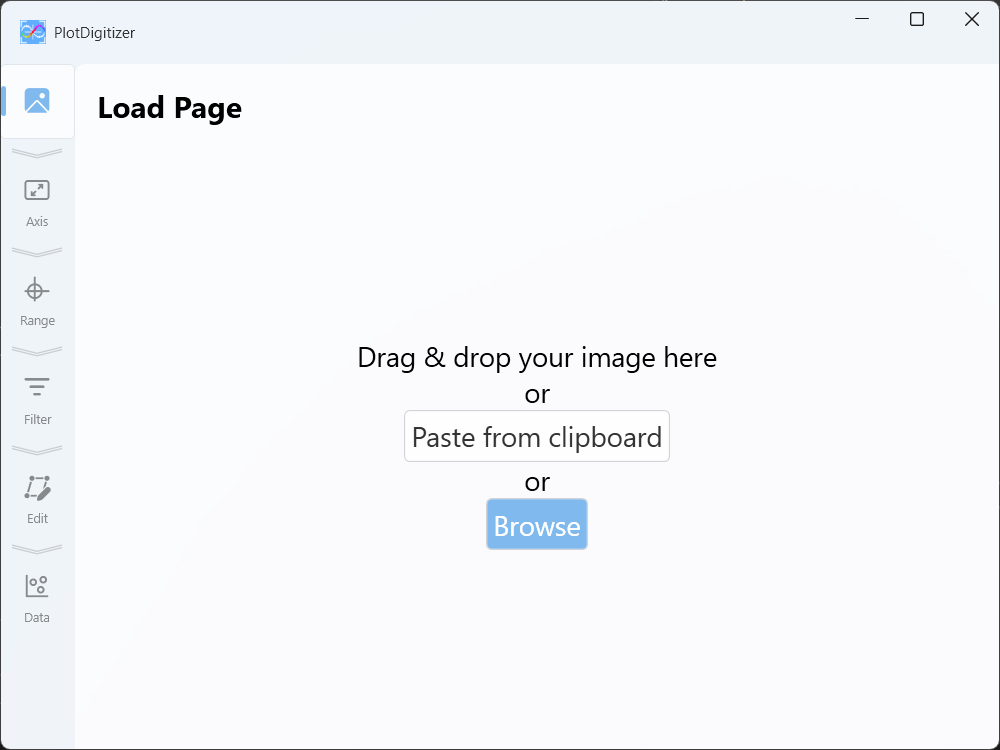 PlotDigitizer
Load Page
Axis
Range
Filter
Edit
Data
Drag & drop your image here
or
Paste from clipboard
or
Browse